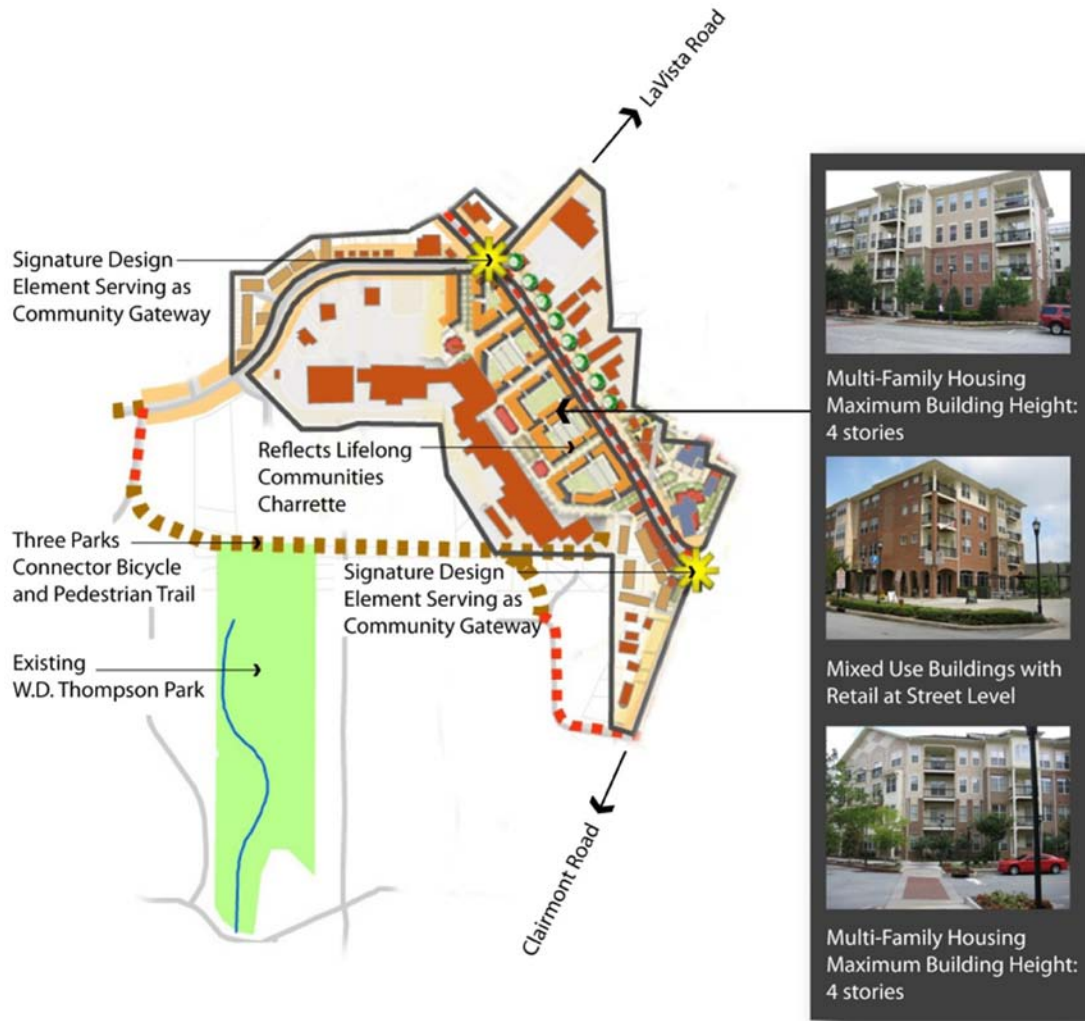 LaVista Road
Signature Design
Element Serving as
Community Gateway
Reflects Lifelong
Communities
Charrette
Three Parks
Connector Bicycle
and Pedestrian Trail
Signature Design
Element Serving as
Community Gateway
Existing
W.D. Thompson Park
Clairmont Road
Multi-Family Housing
Maximum Building Height:
4 stories
Mixed Use Buildings with
Retail at Street Level
Multi-Family Housing
Maximum Building Height:
4 stories